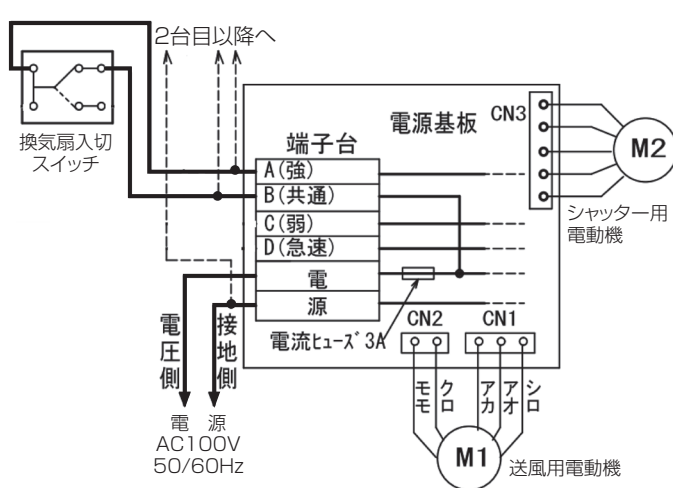 2台目以降へ
換気扇入切
スイッチ
端子台
電源基板
CN3
M2
シャッター用
電動機
A(強)
B(共通)
C(弱)
D(急速)
電
源
電流ヒューズ 3A
CN2
CN1
電圧側
接地側
モモ
クロ
アカ
アオ
シロ
電 源
AC100V
50/60Hz
M1
送風用電動機